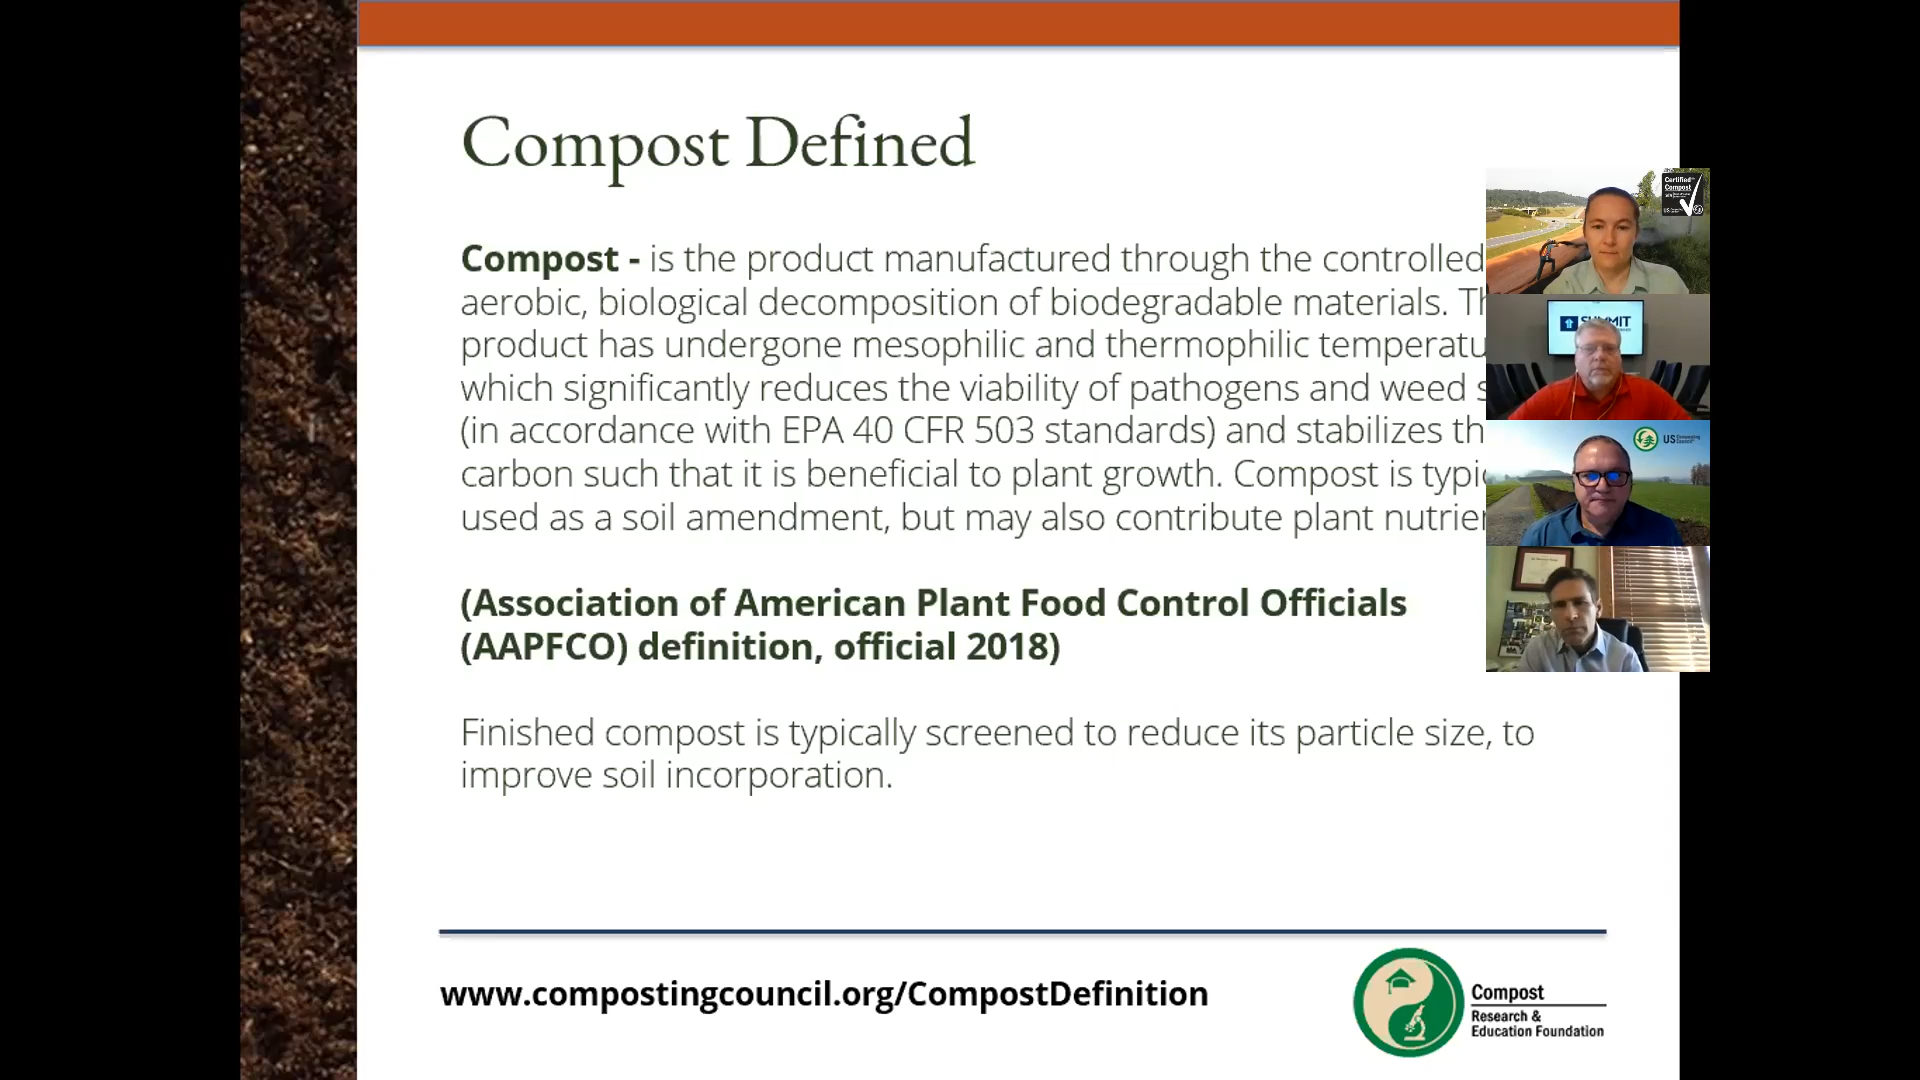 Compost Defined
Compost - is the product manufactured through the controlled
aerobic, biological decomposition of biodegradable materials.
product has undergone mesophilic and thermophilic
which significantly reduces the viability of pathogens and weed
(in accordance with EPA 40 CFR 503 standards) and stabilizes
carbon such that it is beneficial to plant growth. Compost is
used as a soil amendment, but may also contribute plant
(Association of American Plant Food Control Officials
(AAPFCO) definition, official 2018)
Finished compost is typically screened to reduce its particle size, to
improve soil incorporation.
www.compostingcouncil.org/CompostDefinition
Compost
Research &
Education Foundation
Certified
Compost
SUMMIT
US Composting
Council